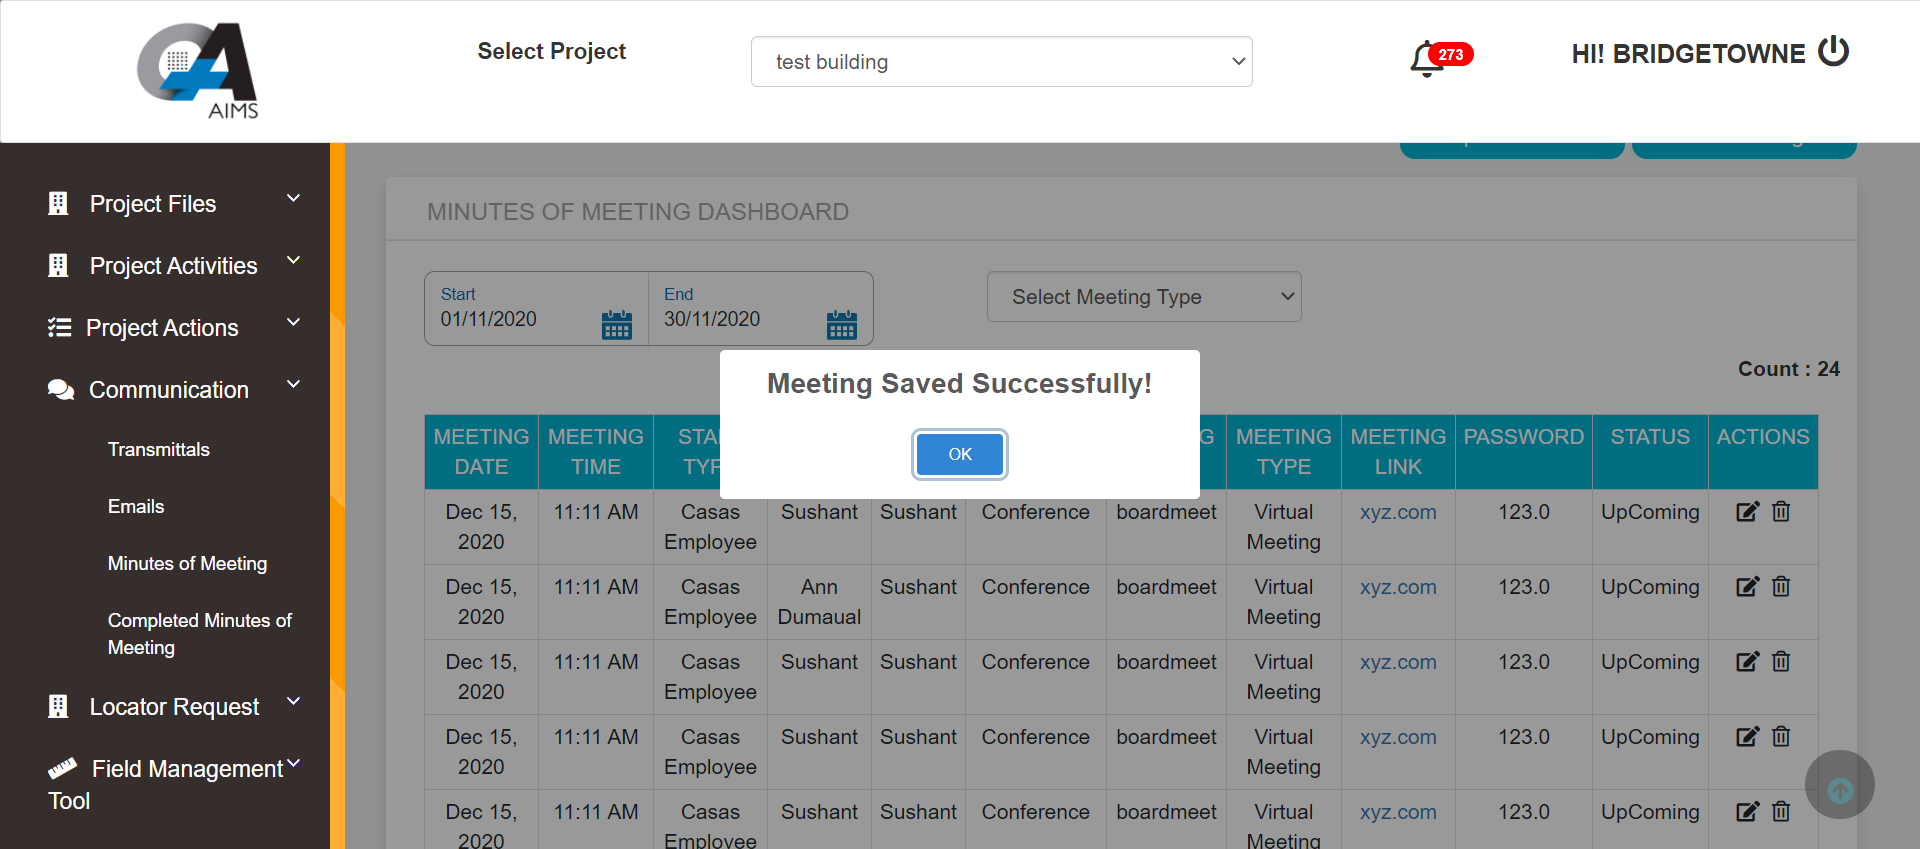 AIMS
Select Project
test building
273
HI! BRIDGETOWNE
Project Files
Project Activities
Project Actions
Communication
Transmittals
Emails
Minutes of Meeting
Completed Minutes of
Meeting
Locator Request
Field Management
Tool
MINUTES OF MEETING DASHBOARD
Start
01/11/2020
End
30/11/2020
Select Meeting Type
Count : 24
Meeting Saved Successfully!
OK
MEETING DATE MEETING TIME MEETING TYPE MEETING LINK PASSWORD STATUS ACTIONS
Dec 15, 2020 11:11 AM Casas Employee Sushant Sushant Conference boardmeet Virtual Meeting xyz.com 123.0 UpComing
Dec 15, 2020 11:11 AM Casas Employee Ann Dumaual Sushant Conference boardmeet Virtual Meeting xyz.com 123.0 UpComing
Dec 15, 2020 11:11 AM Casas Employee Sushant Sushant Conference boardmeet Virtual Meeting xyz.com 123.0 UpComing
Dec 15, 2020 11:11 AM Casas Employee Sushant Sushant Conference boardmeet Virtual Meeting xyz.com 123.0 UpComing
Dec 15, 2020 11:11 AM Casas Employee Sushant Sushant Conference boardmeet Virtual Meeting xyz.com 123.0 UpComing